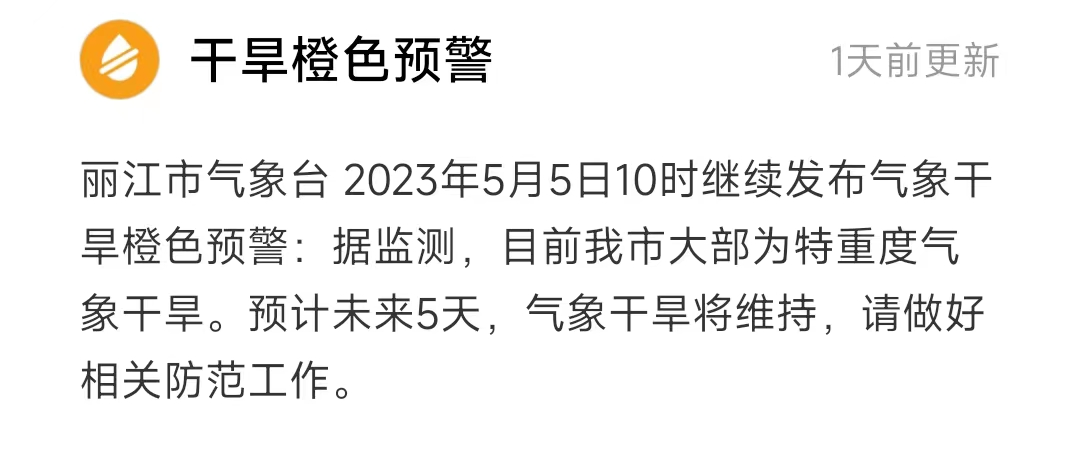 干旱橙色预警
1天前更新
丽江市气象台 2023年5月5日10时继续发布气象干
旱橙色预警：据监测，目前我市大部为特重度气
象干旱。预计未来5天，气象干旱将维持，请做好
相关防范工作。